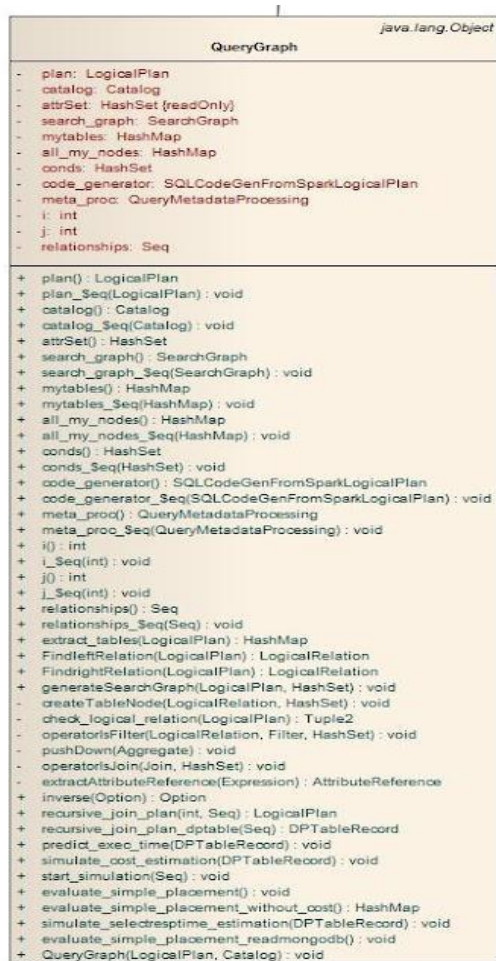 java.lang.Object
QueryGraph
- plan: LogicalPlan
- catalog: Catalog
- attrSet: HashSet {readOnly}
- search_graph: SearchGraph
- mytables: HashMap
- all_my_nodes: HashMap
- conds: HashSet
- code_generator: SQLCodeGenFromSparkLogicalPlan
- meta_proc: QueryMetadataProcessing
- i: int
- j: int
- relationships: Seq
+ plan() : LogicalPlan
+ plan_$eq(LogicalPlan) : void
+ catalog() : Catalog
+ catalog_$eq(Catalog) : void
+ attrSet() : HashSet
+ search_graph() : SearchGraph
+ search_graph_$eq(SearchGraph) : void
+ mytables() : HashMap
+ mytables_$eq(HashMap) : void
+ all_my_nodes() : HashMap
+ all_my_nodes_$eq(HashMap) : void
+ conds() : HashSet
+ conds_$eq(HashSet) : void
+ code_generator() : SQLCodeGenFromSparkLogicalPlan
+ code_generator_$eq(SQLCodeGenFromSparkLogicalPlan) : void
+ meta_proc() : QueryMetadataProcessing
+ meta_proc_$eq(QueryMetadataProcessing) : void
+ i() : int
+ i_$eq(int) : void
+ j() : int
+ j_$eq(int) : void
+ relationships() : Seq
+ relationships_$eq(Seq) : void
+ extract_tables(LogicalPlan) : HashMap
+ FindleftRelation(LogicalPlan) : LogicalRelation
+ FindrightRelation(LogicalPlan) : LogicalRelation
+ generateSearchGraph(LogicalPlan, HashSet) : void
- createTableNode(LogicalRelation, HashSet) : void
- check_logical_relation(LogicalPlan) : Tuple2
- operatorIsFilter(LogicalRelation, Filter, HashSet) : void
- pushDown(Aggregate) : void
- operatorIsJoin(Join, HashSet) : void
- extractAttributeReference(Expression) : AttributeReference
+ inverse(Option) : Option
+ recursive_join_plan(int, Seq) : LogicalPlan
+ recursive_join_plan_dptable(Seq) : DPTableRecord
+ predict_exec_time(DPTableRecord) : void
+ simulate_cost_estimation(DPTableRecord) : void
+ start_simulation(Seq) : void
+ evaluate_simple_placement() : void
+ evaluate_simple_placement_without_cost() : HashMap
+ simulate_selectresptime_estimation(DPTableRecord) : void
+ evaluate_simple_placement_readmongodb() : void
+ QueryGraph(LogicalPlan, Catalog) : void